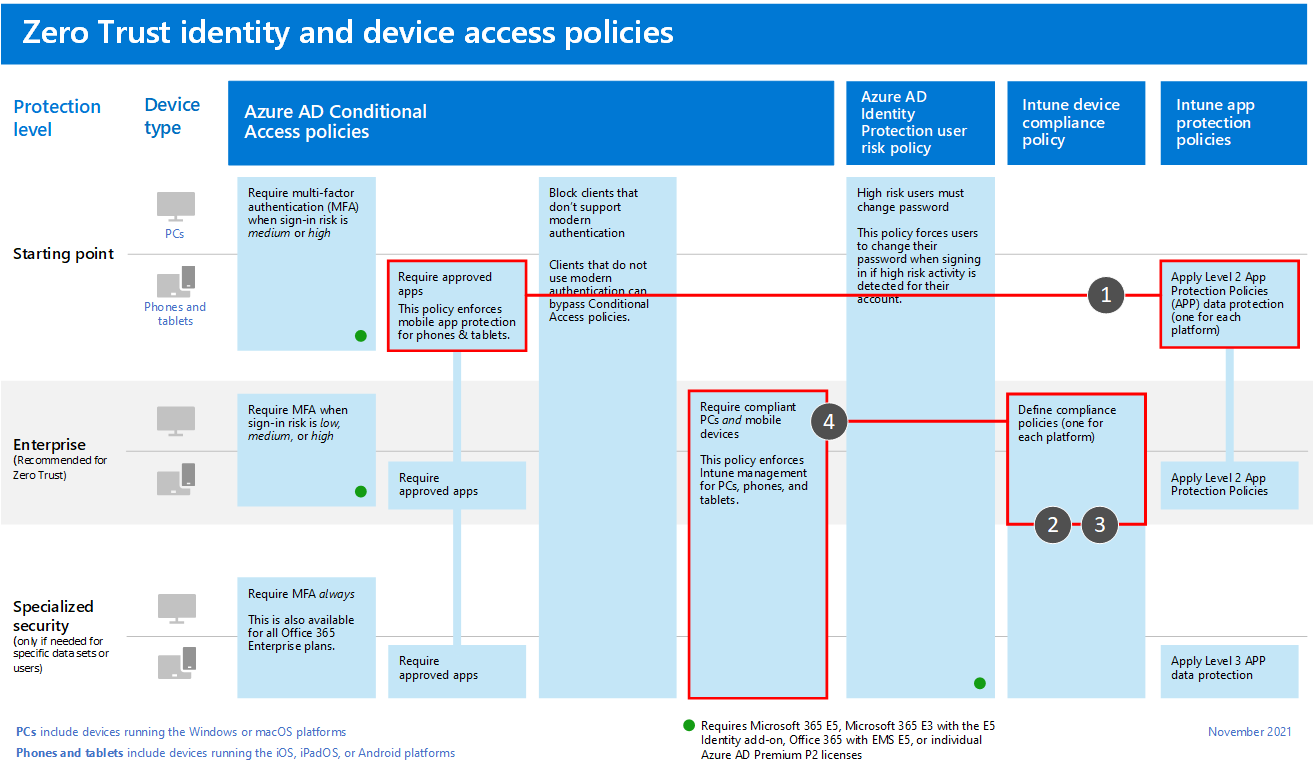 Zero Trust identity and device access policies
Protection
level
Device
type
Azure AD Conditional
Access policies
Azure AD
Identity
Protection user
risk policy
Intune device
compliance
policy
Intune app
protection
policies
Starting point
PCs
Phones and
tablets
Require multi-factor
authentication (MFA)
when sign-in risk is
medium or high
Require approved
apps
This policy enforces
mobile app protection
for phones & tablets.
Block clients that
don't support
modern
authentication
Clients that do not
use modern
authentication can
bypass Conditional
Access policies.
High risk users must
change password
This policy forces users
to change their
password when signing
in if high risk activity is
detected for their
account.
1
Apply Level 2 App
Protection Policies
(APP) data protection
(one for each
platform)
Enterprise
(Recommended for
Zero Trust)
Require MFA when
sign-in risk is low,
medium, or high
Require
approved apps
Require compliant
PCs and mobile
devices
This policy enforces
Intune management
for PCs, phones, and
tablets.
4
Define compliance
policies (one for
each platform)
2
3
Apply Level 2 App
Protection Policies
Specialized
security
(only if needed for
specific data sets or
users)
Require MFA always
This is also available
for all Office 365
Enterprise plans.
Require
approved apps
Apply Level 3 APP
data protection
PCs include devices running the Windows or macOS platforms
Phones and tablets include devices running the iOS, iPadOS, or Android platforms
Requires Microsoft 365 E5, Microsoft 365 E3 with the E5
Identity add-on, Office 365 with EMS E5, or individual
Azure AD Premium P2 licenses
November 2021